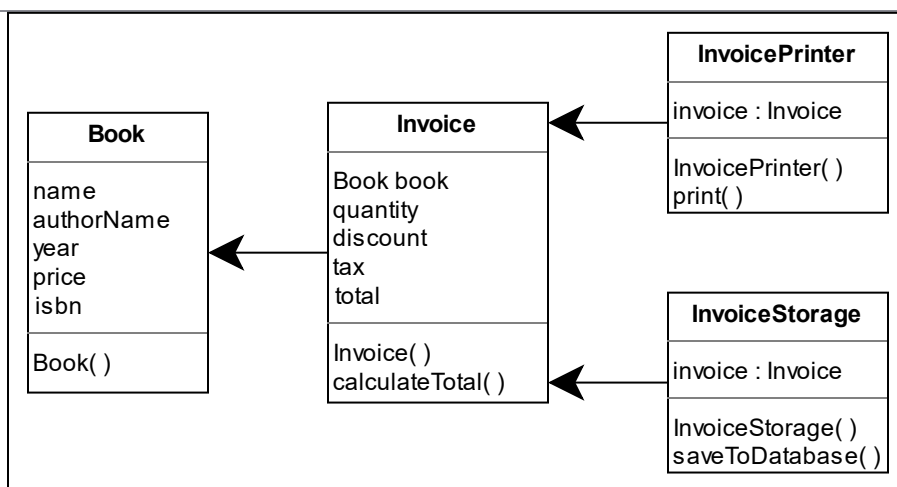 Book
name
authorName
year
price
isbn
Book( )
Invoice
Book book
quantity
discount
tax
total
Invoice( )
calculateTotal( )
InvoicePrinter
invoice : Invoice
InvoicePrinter( )
print( )
InvoiceStorage
invoice : Invoice
InvoiceStorage( )
saveToDatabase( )